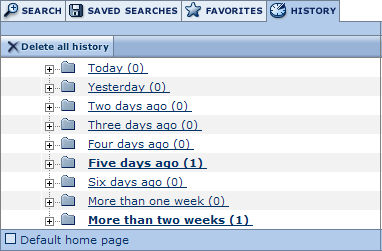 SEARCH SAVED SEARCHES FAVORITES HISTORY
Delete all history
Today (0)
Yesterday (0)
Two days ago (0)
Three days ago (0)
Four days ago (0)
Five days ago (1)
Six days ago (0)
More than one week (0)
More than two weeks (1)
Default home page